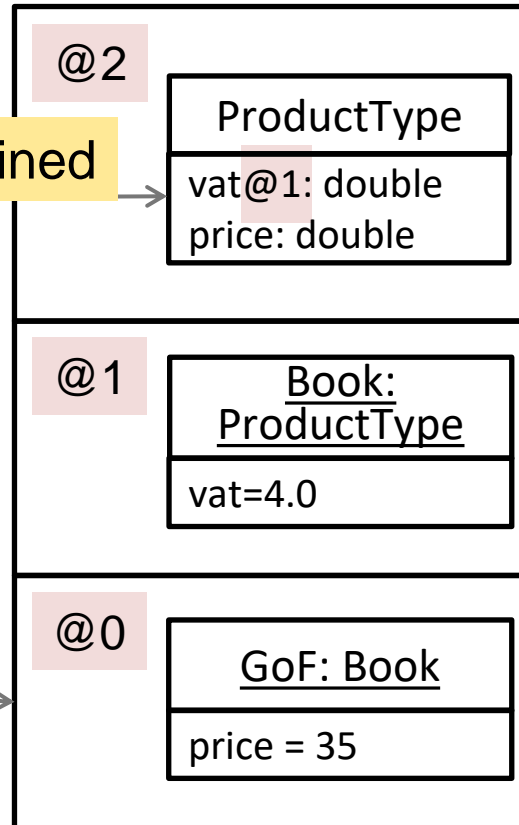 @2
ProductType
ined
vat@1: double
price: double
@1
Book:
ProductType
vat=4.0
@0
GoF: Book
price = 35